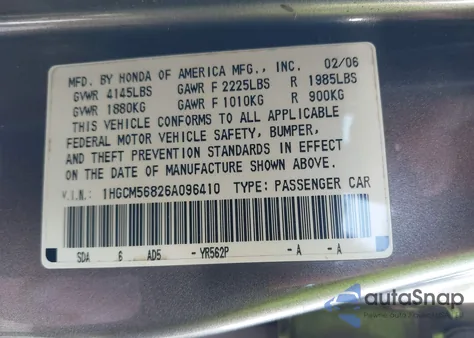 MFD. BY HONDA OF AMERICA MFG., INC. 02/06
GVWR 4145LBS GAWR F 2225LBS R 1985LBS
GVWR 1880KG GAWR F 1010KG R 900KG
THIS VEHICLE CONFORMS TO ALL APPLICABLE
FEDERAL MOTOR VEHICLE SAFETY, BUMPER,
AND THEFT PREVENTION STANDARDS IN EFFECT
ON THE DATE OF MANUFACTURE SHOWN ABOVE.
V.I.N.: 1HGCM56826A096410 TYPE: PASSENGER CAR
SDA 6 AD5 - YR562P -A -A
autoSnap